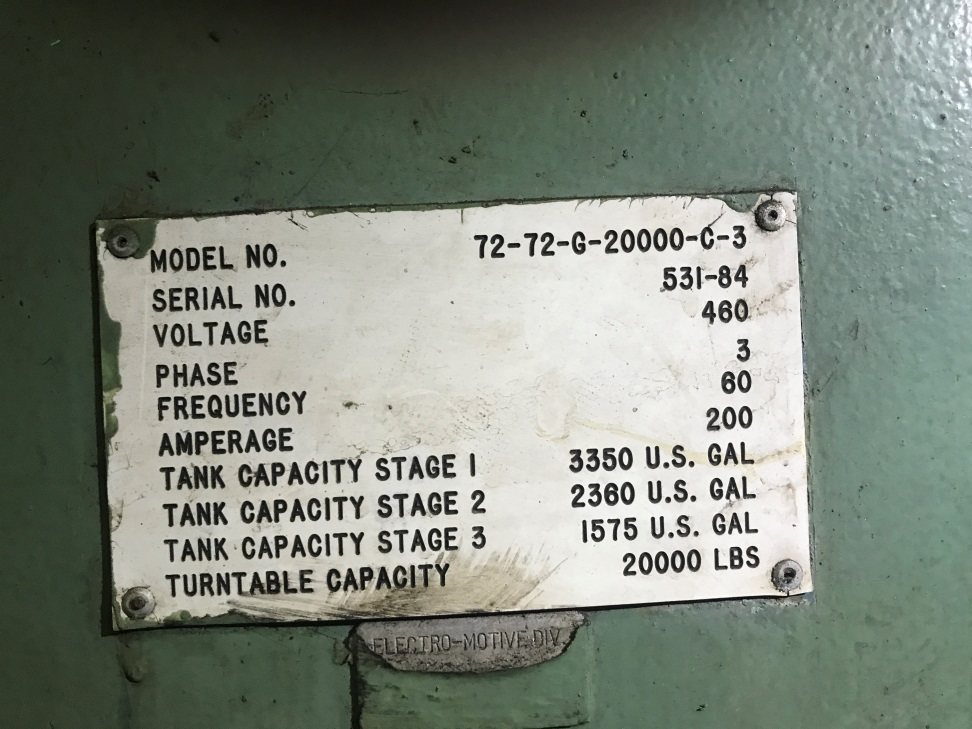 MODEL NO. 72-72-G-20000-C-3
SERIAL NO. 531-84
VOLTAGE 460
PHASE 3
FREQUENCY 60
AMPERAGE 200
TANK CAPACITY STAGE 1 3350 U.S. GAL
TANK CAPACITY STAGE 2 2360 U.S. GAL
TANK CAPACITY STAGE 3 1575 U.S. GAL
TURNTABLE CAPACITY 20000 LBS
ELECTRO-MOTIVE DIV